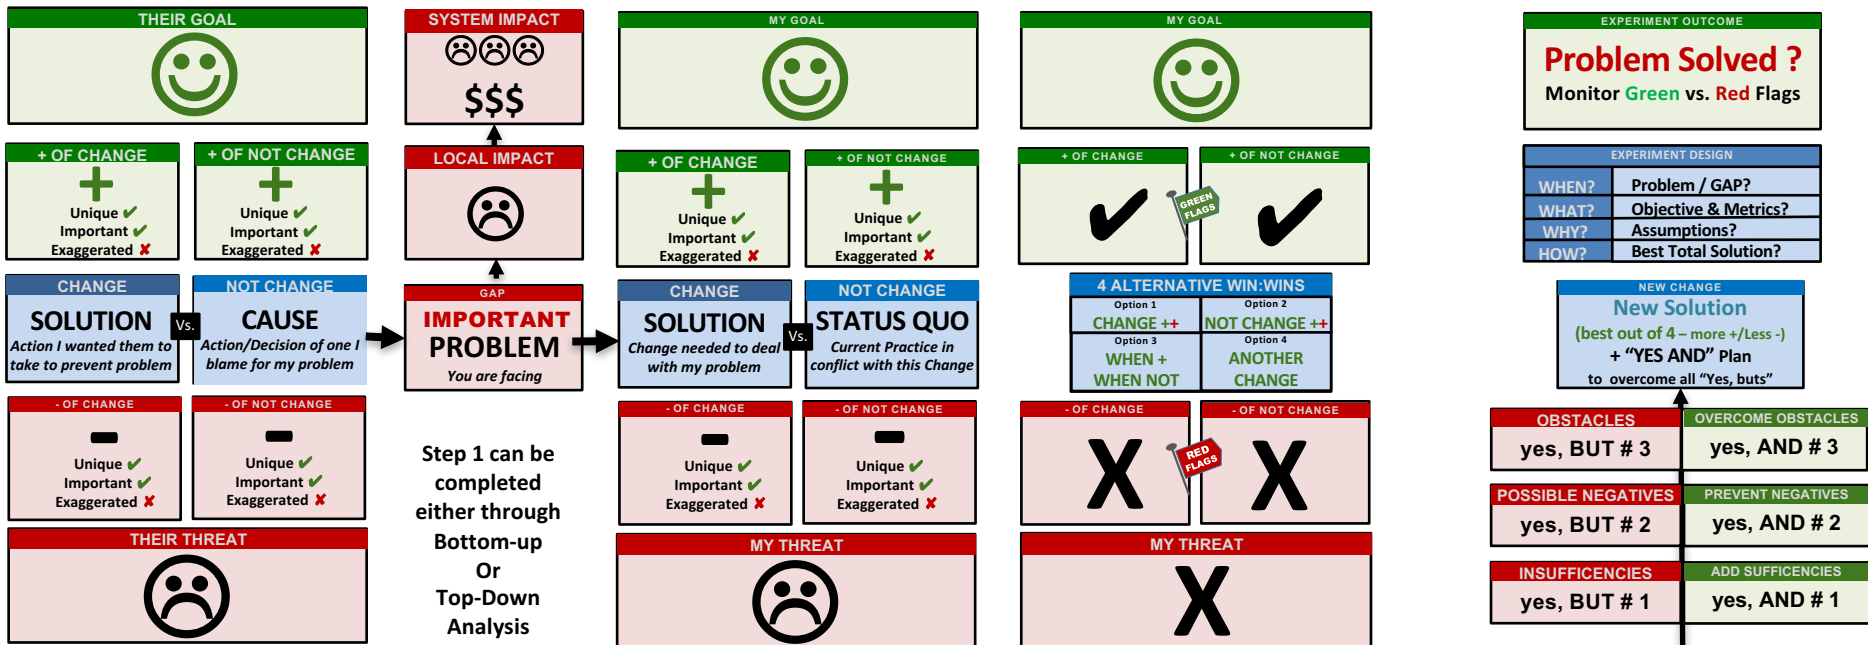 THEIR GOAL
+ OF CHANGE
Unique ✔
Important ✔
Exaggerated ✘
+ OF NOT CHANGE
Unique ✔
Important ✔
Exaggerated ✘
CHANGE
SOLUTION
Action I wanted them to
take to prevent problem
Vs.
NOT CHANGE
CAUSE
Action/Decision of one I
blame for my problem
- OF CHANGE
Unique ✔
Important ✔
Exaggerated ✘
- OF NOT CHANGE
Unique ✔
Important ✔
Exaggerated ✘
THEIR THREAT
SYSTEM IMPACT
$$$
LOCAL IMPACT
GAP
IMPORTANT
PROBLEM
You are facing
Step 1 can be
completed
either through
Bottom-up
Or
Top-Down
Analysis
MY GOAL
+ OF CHANGE
Unique ✔
Important ✔
Exaggerated ✘
+ OF NOT CHANGE
Unique ✔
Important ✔
Exaggerated ✘
CHANGE
SOLUTION
Change needed to deal
with my problem
Vs.
NOT CHANGE
STATUS QUO
Current Practice in
conflict with this Change
- OF CHANGE
Unique ✔
Important ✔
Exaggerated ✘
- OF NOT CHANGE
Unique ✔
Important ✔
Exaggerated ✘
MY THREAT
MY GOAL
+ OF CHANGE
✔
GREEN
FLAGS
+ OF NOT CHANGE
✔
4 ALTERNATIVE WIN:WINS
Option 1
CHANGE ++
Option 2
NOT CHANGE ++
Option 3
WHEN +
WHEN NOT
Option 4
ANOTHER
CHANGE
- OF CHANGE
X
RED
FLAGS
- OF NOT CHANGE
X
MY THREAT
X
EXPERIMENT OUTCOME
Problem Solved ?
Monitor Green vs. Red Flags
EXPERIMENT DESIGN
WHEN? Problem / GAP?
WHAT? Objective & Metrics?
WHY? Assumptions?
HOW? Best Total Solution?
NEW CHANGE
New Solution
(best out of 4 – more +/Less -)
+ “YES AND” Plan
to overcome all “Yes, buts”
OBSTACLES
yes, BUT # 3
OVERCOME OBSTACLES
yes, AND # 3
POSSIBLE NEGATIVES
yes, BUT # 2
PREVENT NEGATIVES
yes, AND # 2
INSUFFICENCIES
yes, BUT # 1
ADD SUFFICENCIES
yes, AND # 1